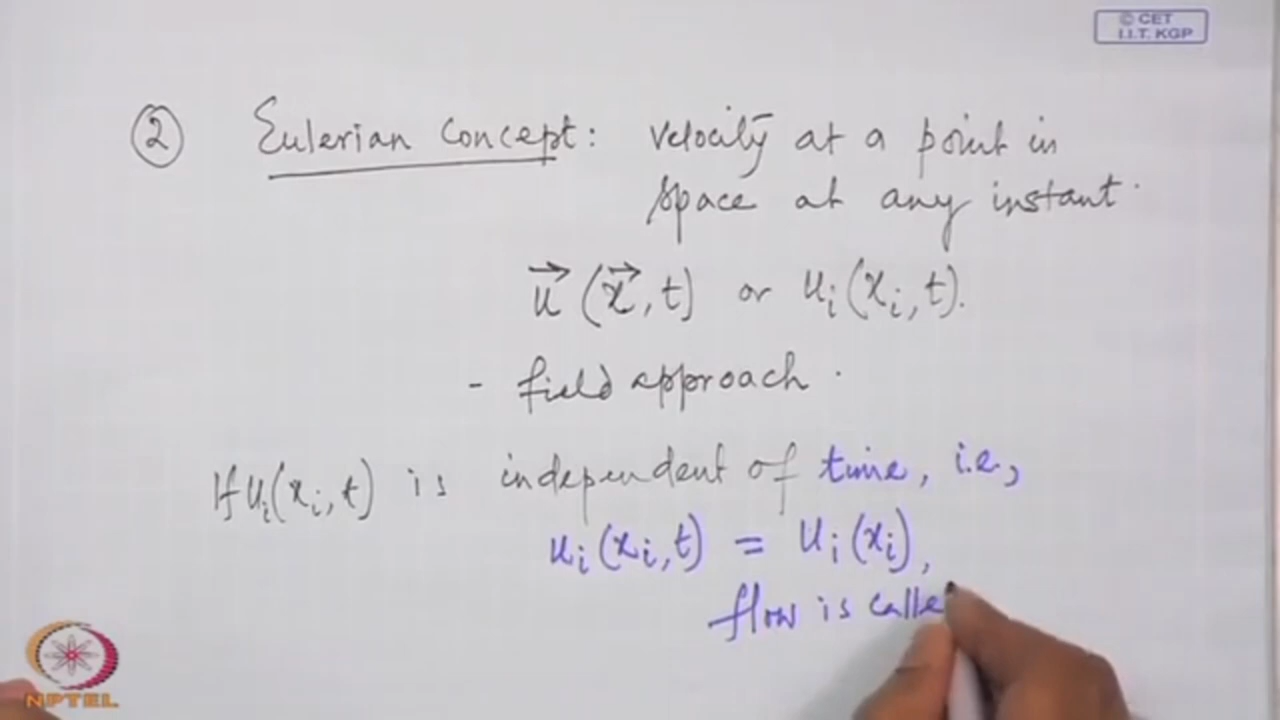 © CET
I.I.T. KGP
② Eulerian Concept: Velocity at a point in
space at any instant.
u⃗ (x⃗, t) or uᵢ(xᵢ, t).
- field approach.
If uᵢ(xᵢ, t) is independent of time, i.e.,
uᵢ(xᵢ, t) = uᵢ(xᵢ),
flow is calle
NPTEL